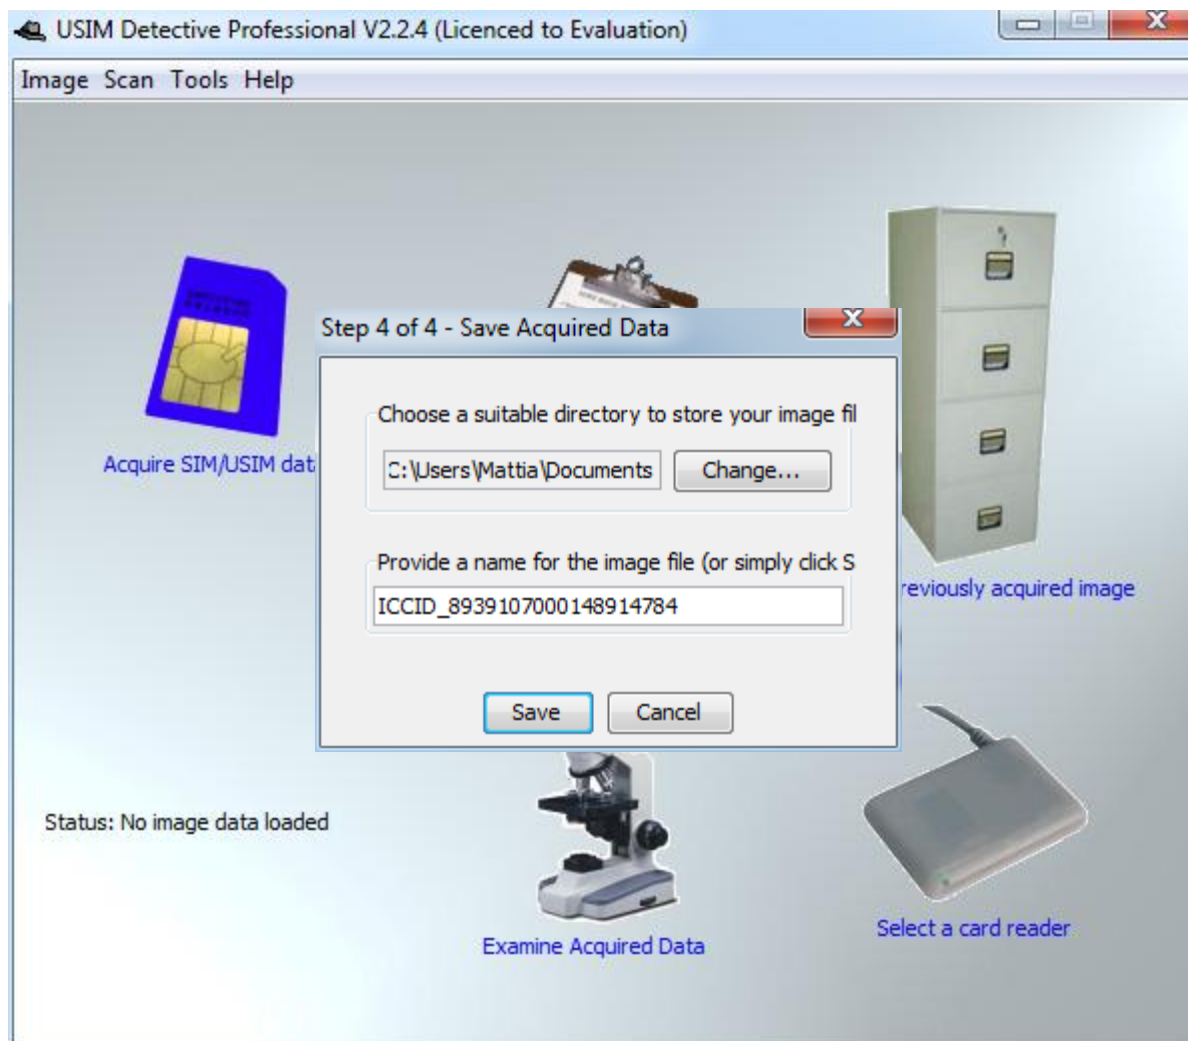 USIM Detective Professional V2.2.4 (Licenced to Evaluation)
Image Scan Tools Help
Acquire SIM/USIM dat
Step 4 of 4 - Save Acquired Data
Choose a suitable directory to store your image fil
C:\Users\Mattia\Documents
Change...
Provide a name for the image file (or simply click S
ICCID_8939107000148914784
Save Cancel
reviously acquired image
Status: No image data loaded
Examine Acquired Data
Select a card reader